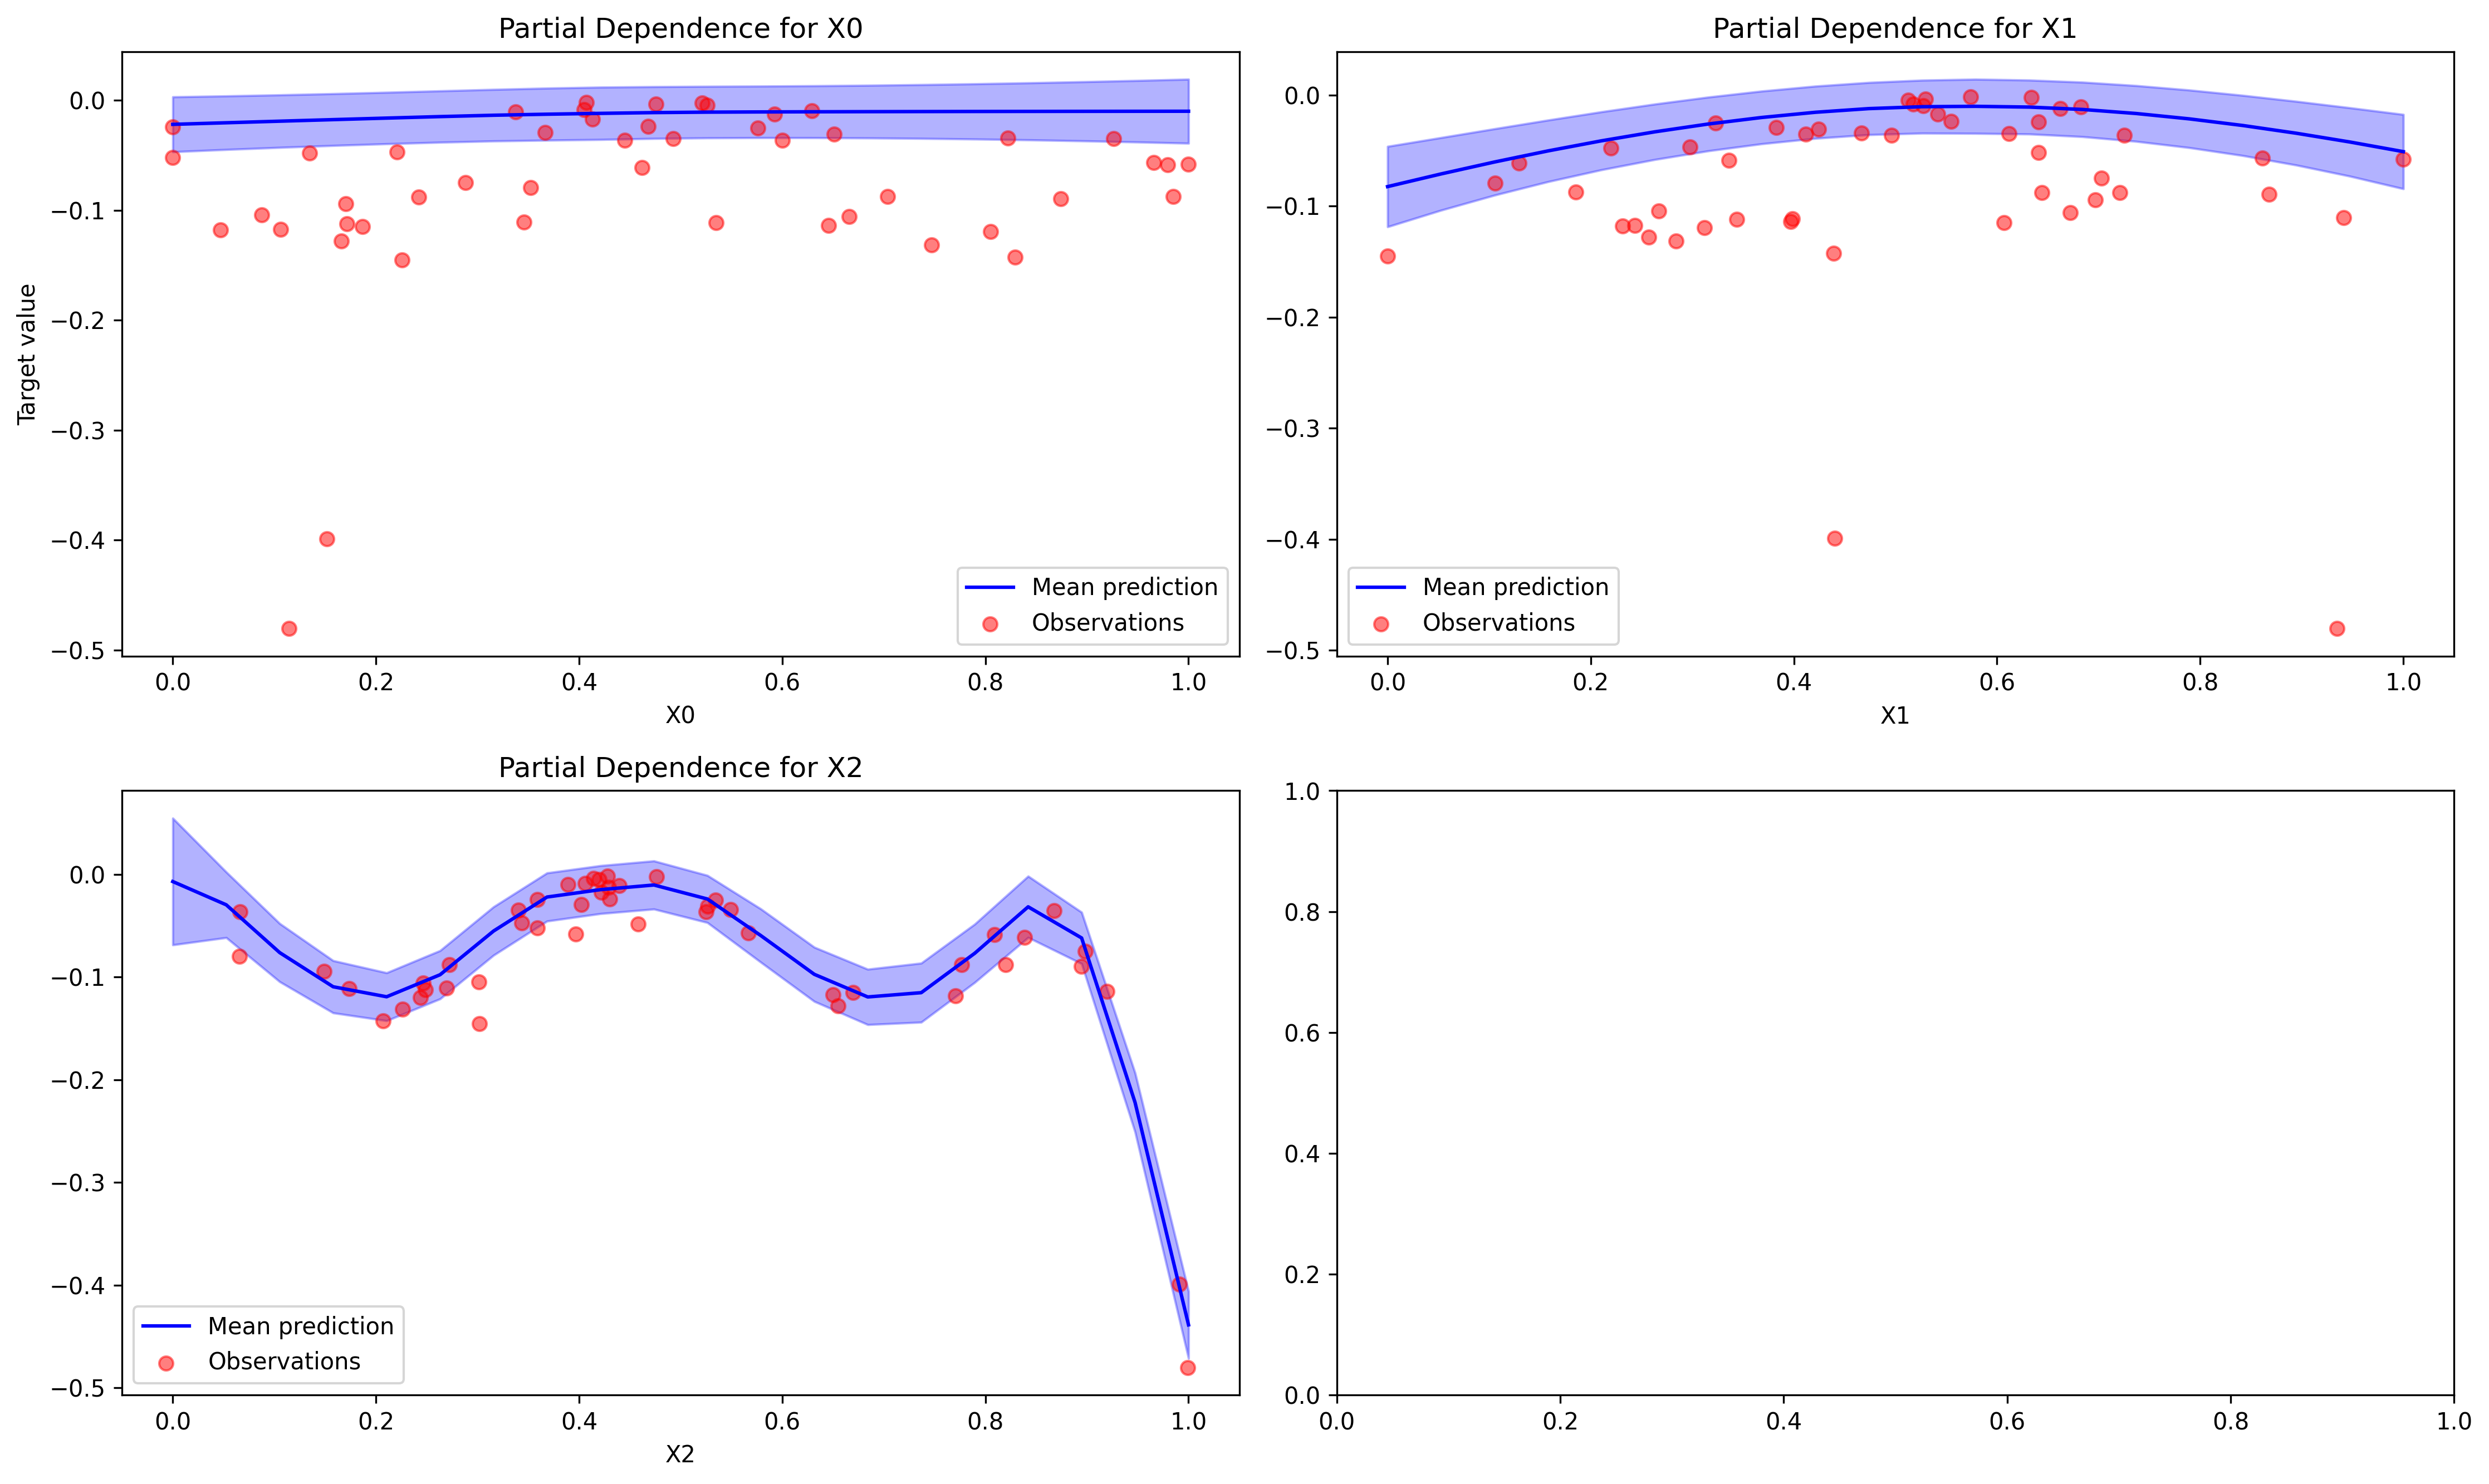 Partial Dependence for X0
0.0
−0.1
−0.2
−0.3
−0.4
−0.5
Target value
Mean prediction
Observations
0.0 0.2 0.4 0.6 0.8 1.0
X0
Partial Dependence for X1
0.0
−0.1
−0.2
−0.3
−0.4
−0.5
Mean prediction
Observations
0.0 0.2 0.4 0.6 0.8 1.0
X1
Partial Dependence for X2
0.0
−0.1
−0.2
−0.3
−0.4
−0.5
Mean prediction
Observations
0.0 0.2 0.4 0.6 0.8 1.0
X2
1.0
0.8
0.6
0.4
0.2
0.0
0.0 0.2 0.4 0.6 0.8 1.0